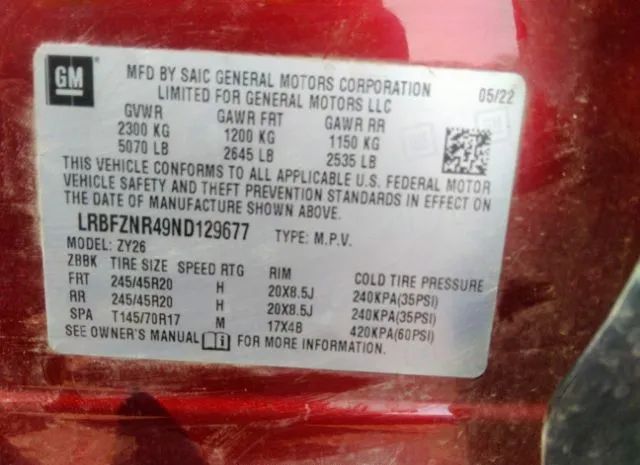 GM
MFD BY SAIC GENERAL MOTORS CORPORATION 05/22
LIMITED FOR GENERAL MOTORS LLC
GVWR GAWR FRT GAWR RR
2300 KG 1200 KG 1150 KG
5070 LB 2645 LB 2535 LB
THIS VEHICLE CONFORMS TO ALL APPLICABLE U.S. FEDERAL MOTOR
VEHICLE SAFETY AND THEFT PREVENTION STANDARDS IN EFFECT ON
THE DATE OF MANUFACTURE SHOWN ABOVE.
LRBFZNR49ND129677 TYPE: M.P.V.
MODEL: ZY26
ZBBK TIRE SIZE SPEED RTG RIM COLD TIRE PRESSURE
FRT 245/45R20 H 20X8.5J 240KPA(35PSI)
RR 245/45R20 H 20X8.5J 240KPA(35PSI)
SPA T145/70R17 M 17X4B 420KPA(60PSI)
SEE OWNER'S MANUAL FOR MORE INFORMATION.